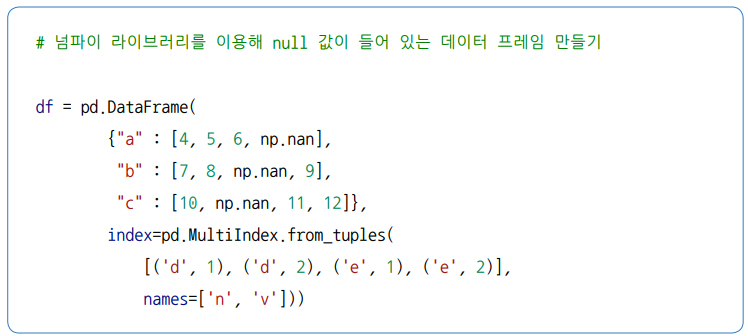 # 넘파이 라이브러리를 이용해 null 값이 들어 있는 데이터 프레임 만들기
df = pd.DataFrame(
{"a" : [4, 5, 6, np.nan],
"b" : [7, 8, np.nan, 9],
"c" : [10, np.nan, 11, 12]},
index=pd.MultiIndex.from_tuples(
[('d', 1), ('d', 2), ('e', 1), ('e', 2)],
names=['n', 'v']))